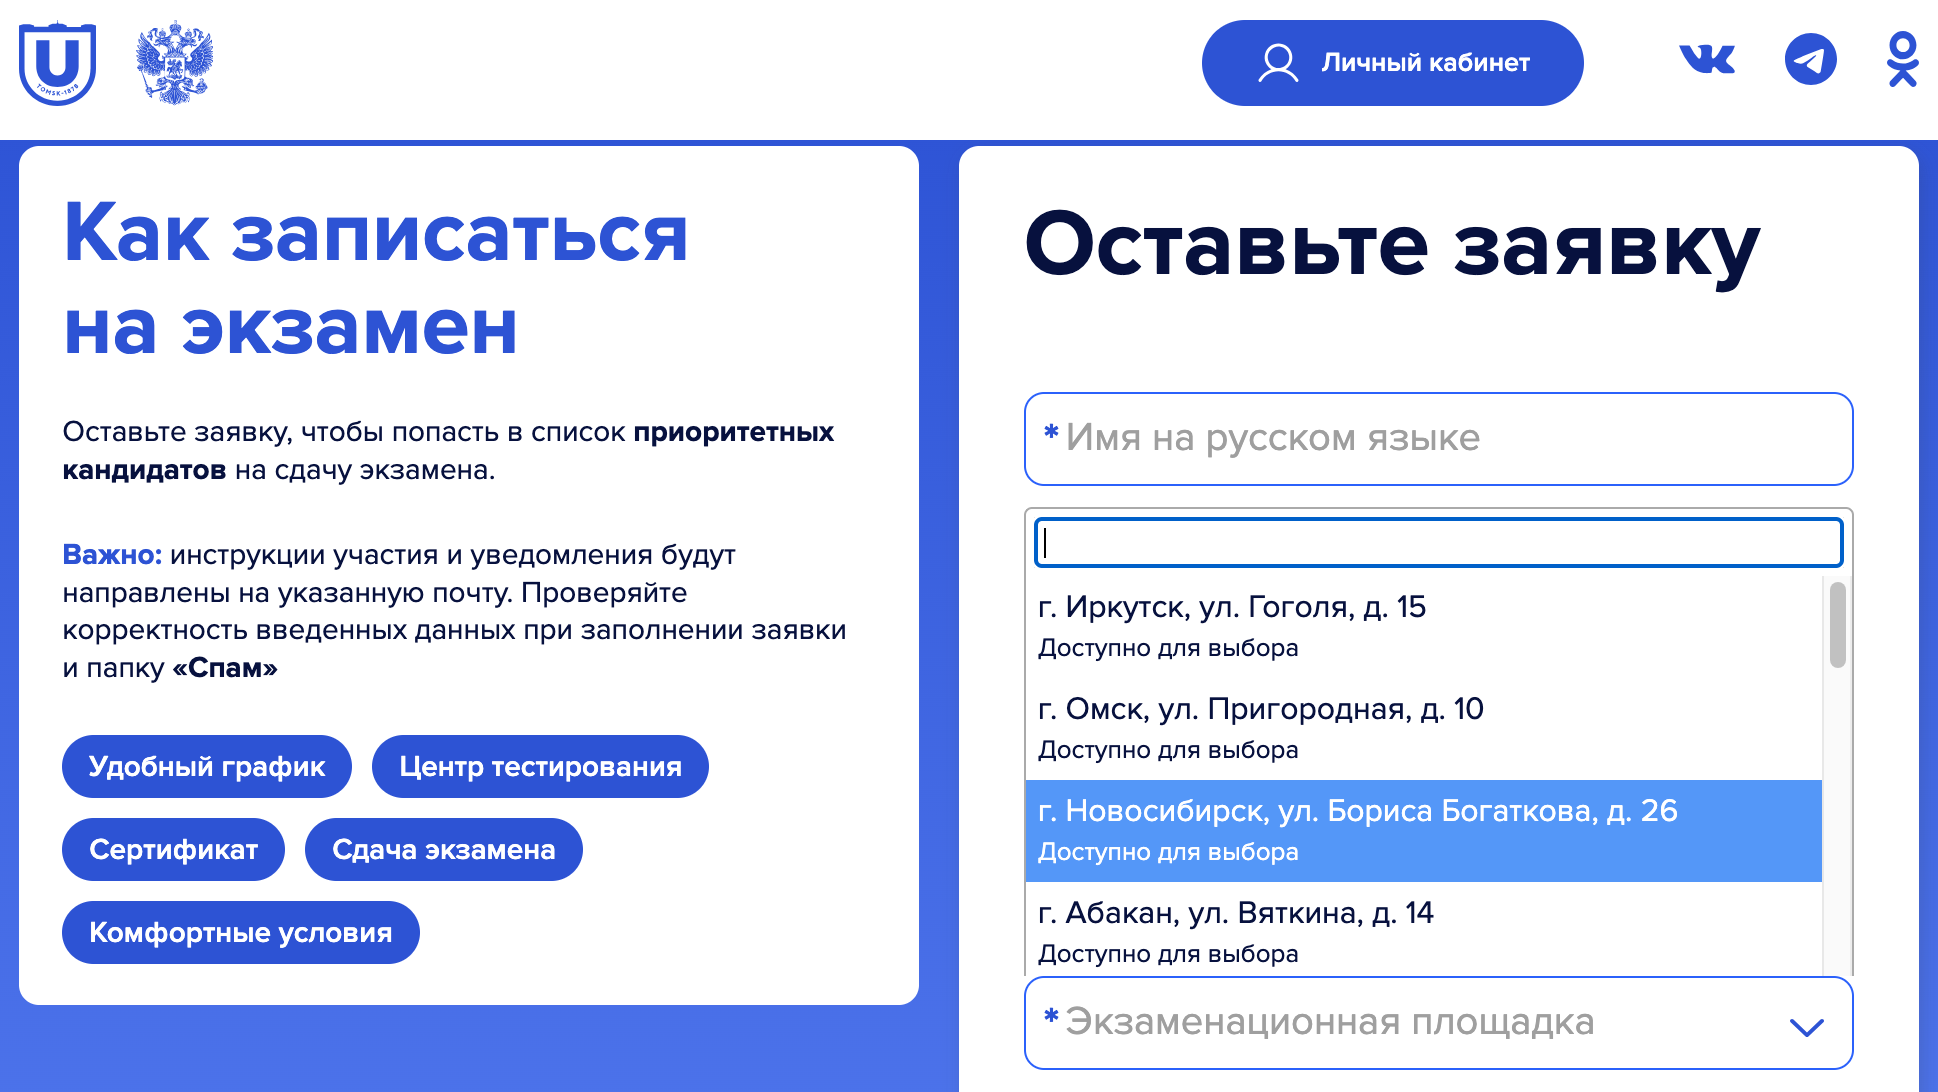 U
TOMSK-1878
Личный кабинет
Как записаться
на экзамен
Оставьте заявку, чтобы попасть в список приоритетных
кандидатов на сдачу экзамена.
Важно: инструкции участия и уведомления будут
направлены на указанную почту. Проверяйте
корректность введенных данных при заполнении заявки
и папку «Спам»
Удобный график
Центр тестирования
Сертификат
Сдача экзамена
Комфортные условия
Оставьте заявку
* Имя на русском языке
г. Иркутск, ул. Гоголя, д. 15
Доступно для выбора
г. Омск, ул. Пригородная, д. 10
Доступно для выбора
г. Новосибирск, ул. Бориса Богаткова, д. 26
Доступно для выбора
г. Абакан, ул. Вяткина, д. 14
Доступно для выбора
* Экзаменационная площадка